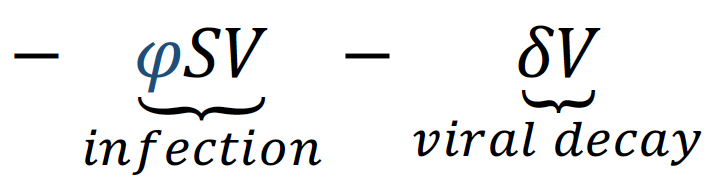 − φSV − δV
infection viral decay